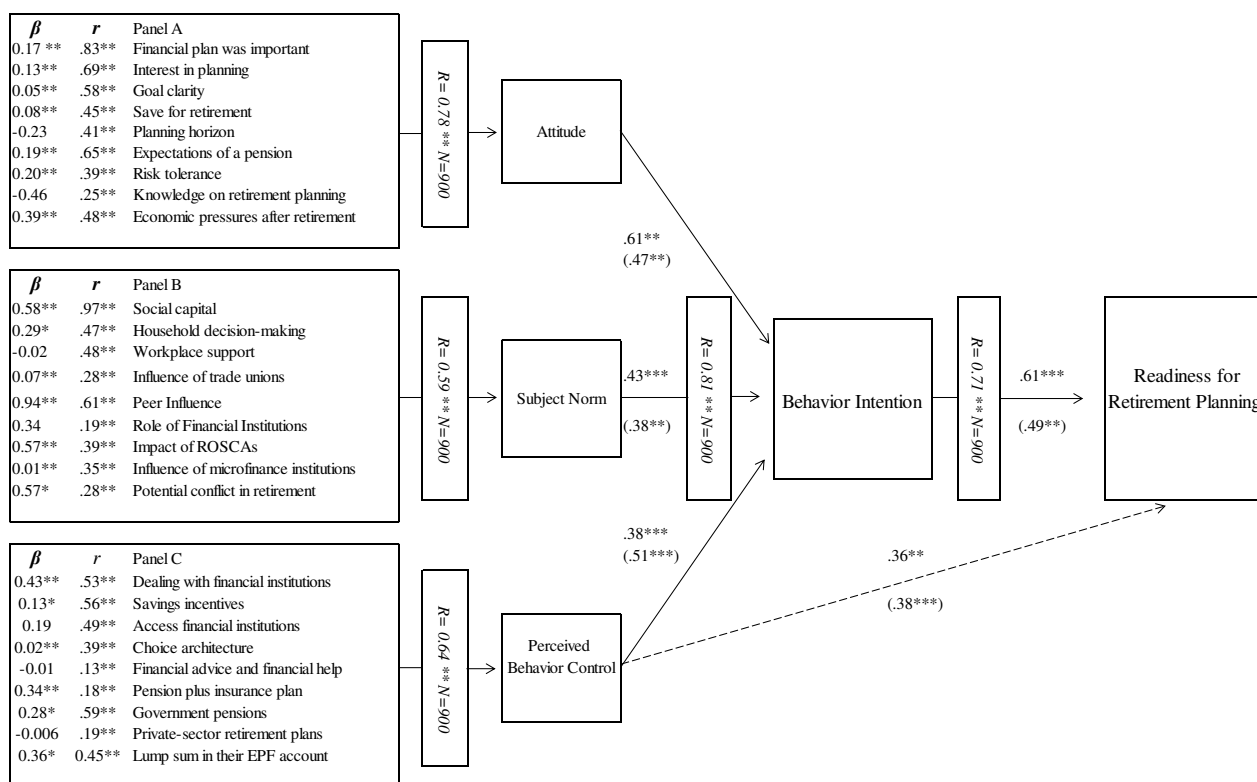 β r Panel A
0.17 ** .83** Financial plan was important
0.13** .69** Interest in planning
0.05** .58** Goal clarity
0.08** .45** Save for retirement
-0.23 .41** Planning horizon
0.19** .65** Expectations of a pension
0.20** .39** Risk tolerance
-0.46 .25** Knowledge on retirement planning
0.39** .48** Economic pressures after retirement
R= 0.78 ** N=900
Attitude
.61**
(.47**)
β r Panel B
0.58** .97** Social capital
0.29* .47** Household decision-making
-0.02 .48** Workplace support
0.07** .28** Influence of trade unions
0.94** .61** Peer Influence
0.34 .19** Role of Financial Institutions
0.57** .39** Impact of ROSCAs
0.01** .35** Influence of microfinance institutions
0.57* .28** Potential conflict in retirement
R= 0.59 ** N=900
Subject Norm
.43***
(.38**)
R= 0.81 ** N=900
Behavior Intention
R= 0.71 ** N=900
.61***
(.49**)
Readiness for
Retirement Planning
β r Panel C
0.43** .53** Dealing with financial institutions
0.13* .56** Savings incentives
0.19 .49** Access financial institutions
0.02** .39** Choice architecture
-0.01 .13** Financial advice and financial help
0.34** .18** Pension plus insurance plan
0.28* .59** Government pensions
-0.006 .19** Private-sector retirement plans
0.36* 0.45** Lump sum in their EPF account
R= 0.64 ** N=900
Perceived
Behavior Control
.38***
(.51***)
.36**
(.38***)